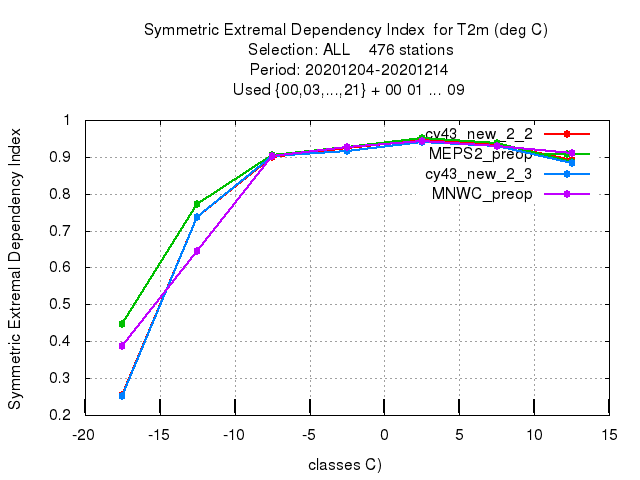 Symmetric Extremal Dependency Index for T2m (deg C)
Selection: ALL 476 stations
Period: 20201204-20201214
Used {00,03,...,21} + 00 01 ... 09
Symmetric Extremal Dependency Index
1
0.9
0.8
0.7
0.6
0.5
0.4
0.3
0.2
cy43_new_2_2
MEPS2_preop
cy43_new_2_3
MNWC_preop
-20 -15 -10 -5 0 5 10 15
classes C)